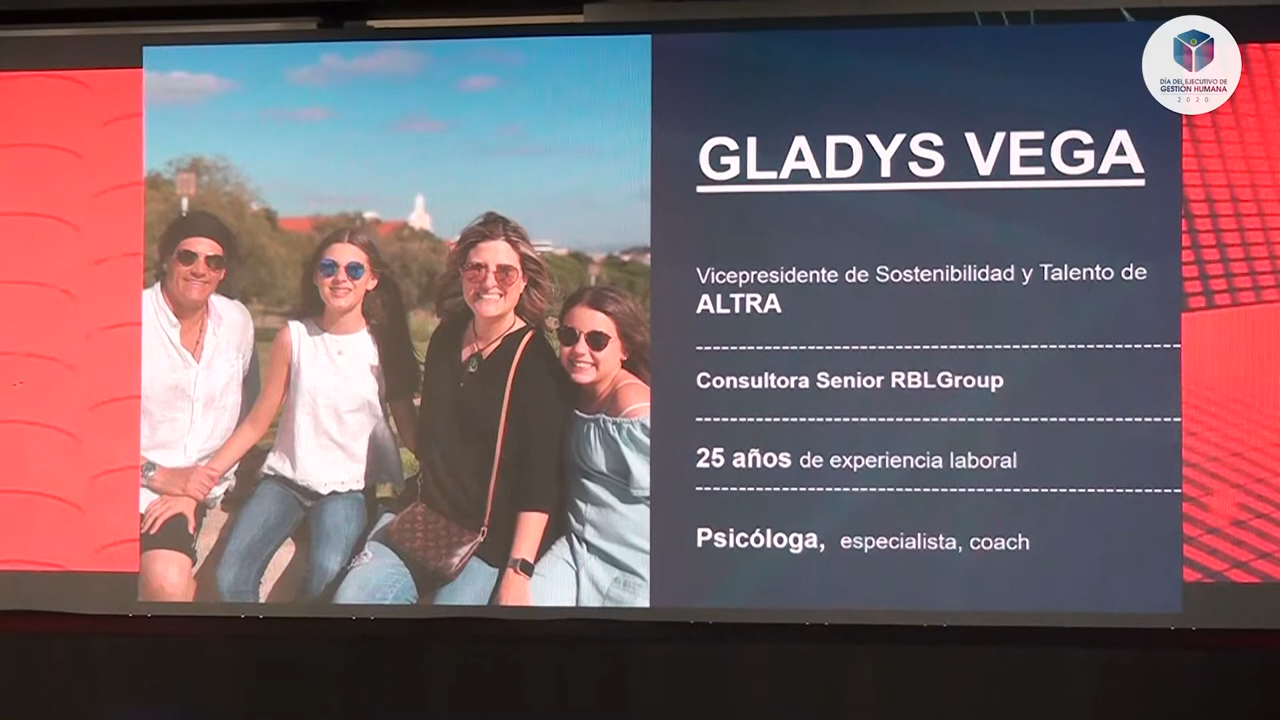 DÍA DEL EJECUTIVO DE
GESTIÓN HUMANA
2020
GLADYS VEGA
Vicepresidente de Sostenibilidad y Talento de
ALTRA
Consultora Senior RBLGroup
25 años de experiencia laboral
Psicóloga, especialista, coach